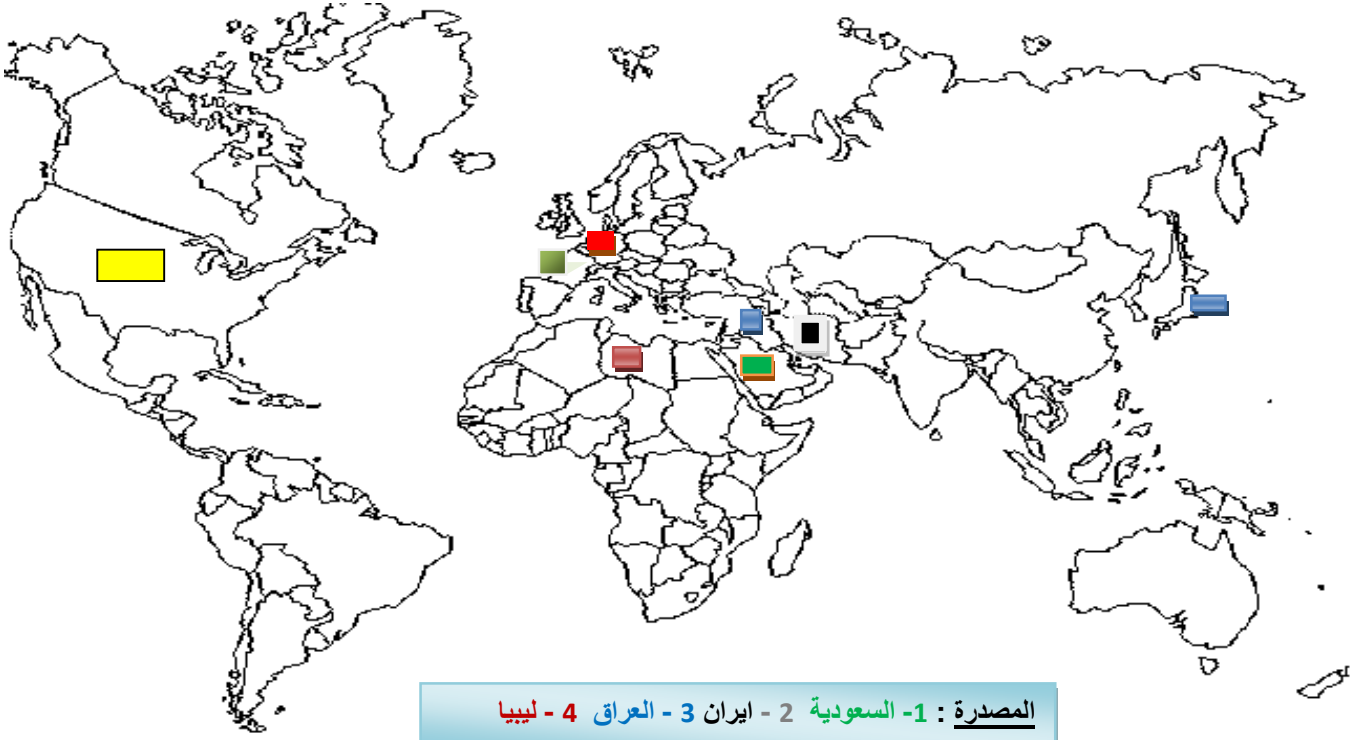 المصدرة : 1- السعودية 2 - ايران 3 - العراق 4 - ليبيا